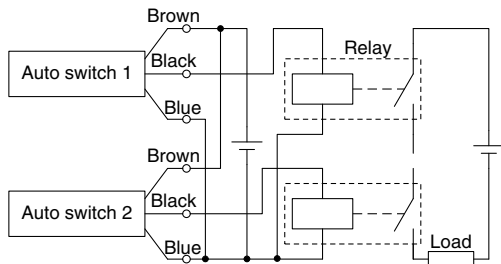 Brown
Auto switch 1
Black
Blue
Relay
Brown
Auto switch 2
Black
Blue
Load